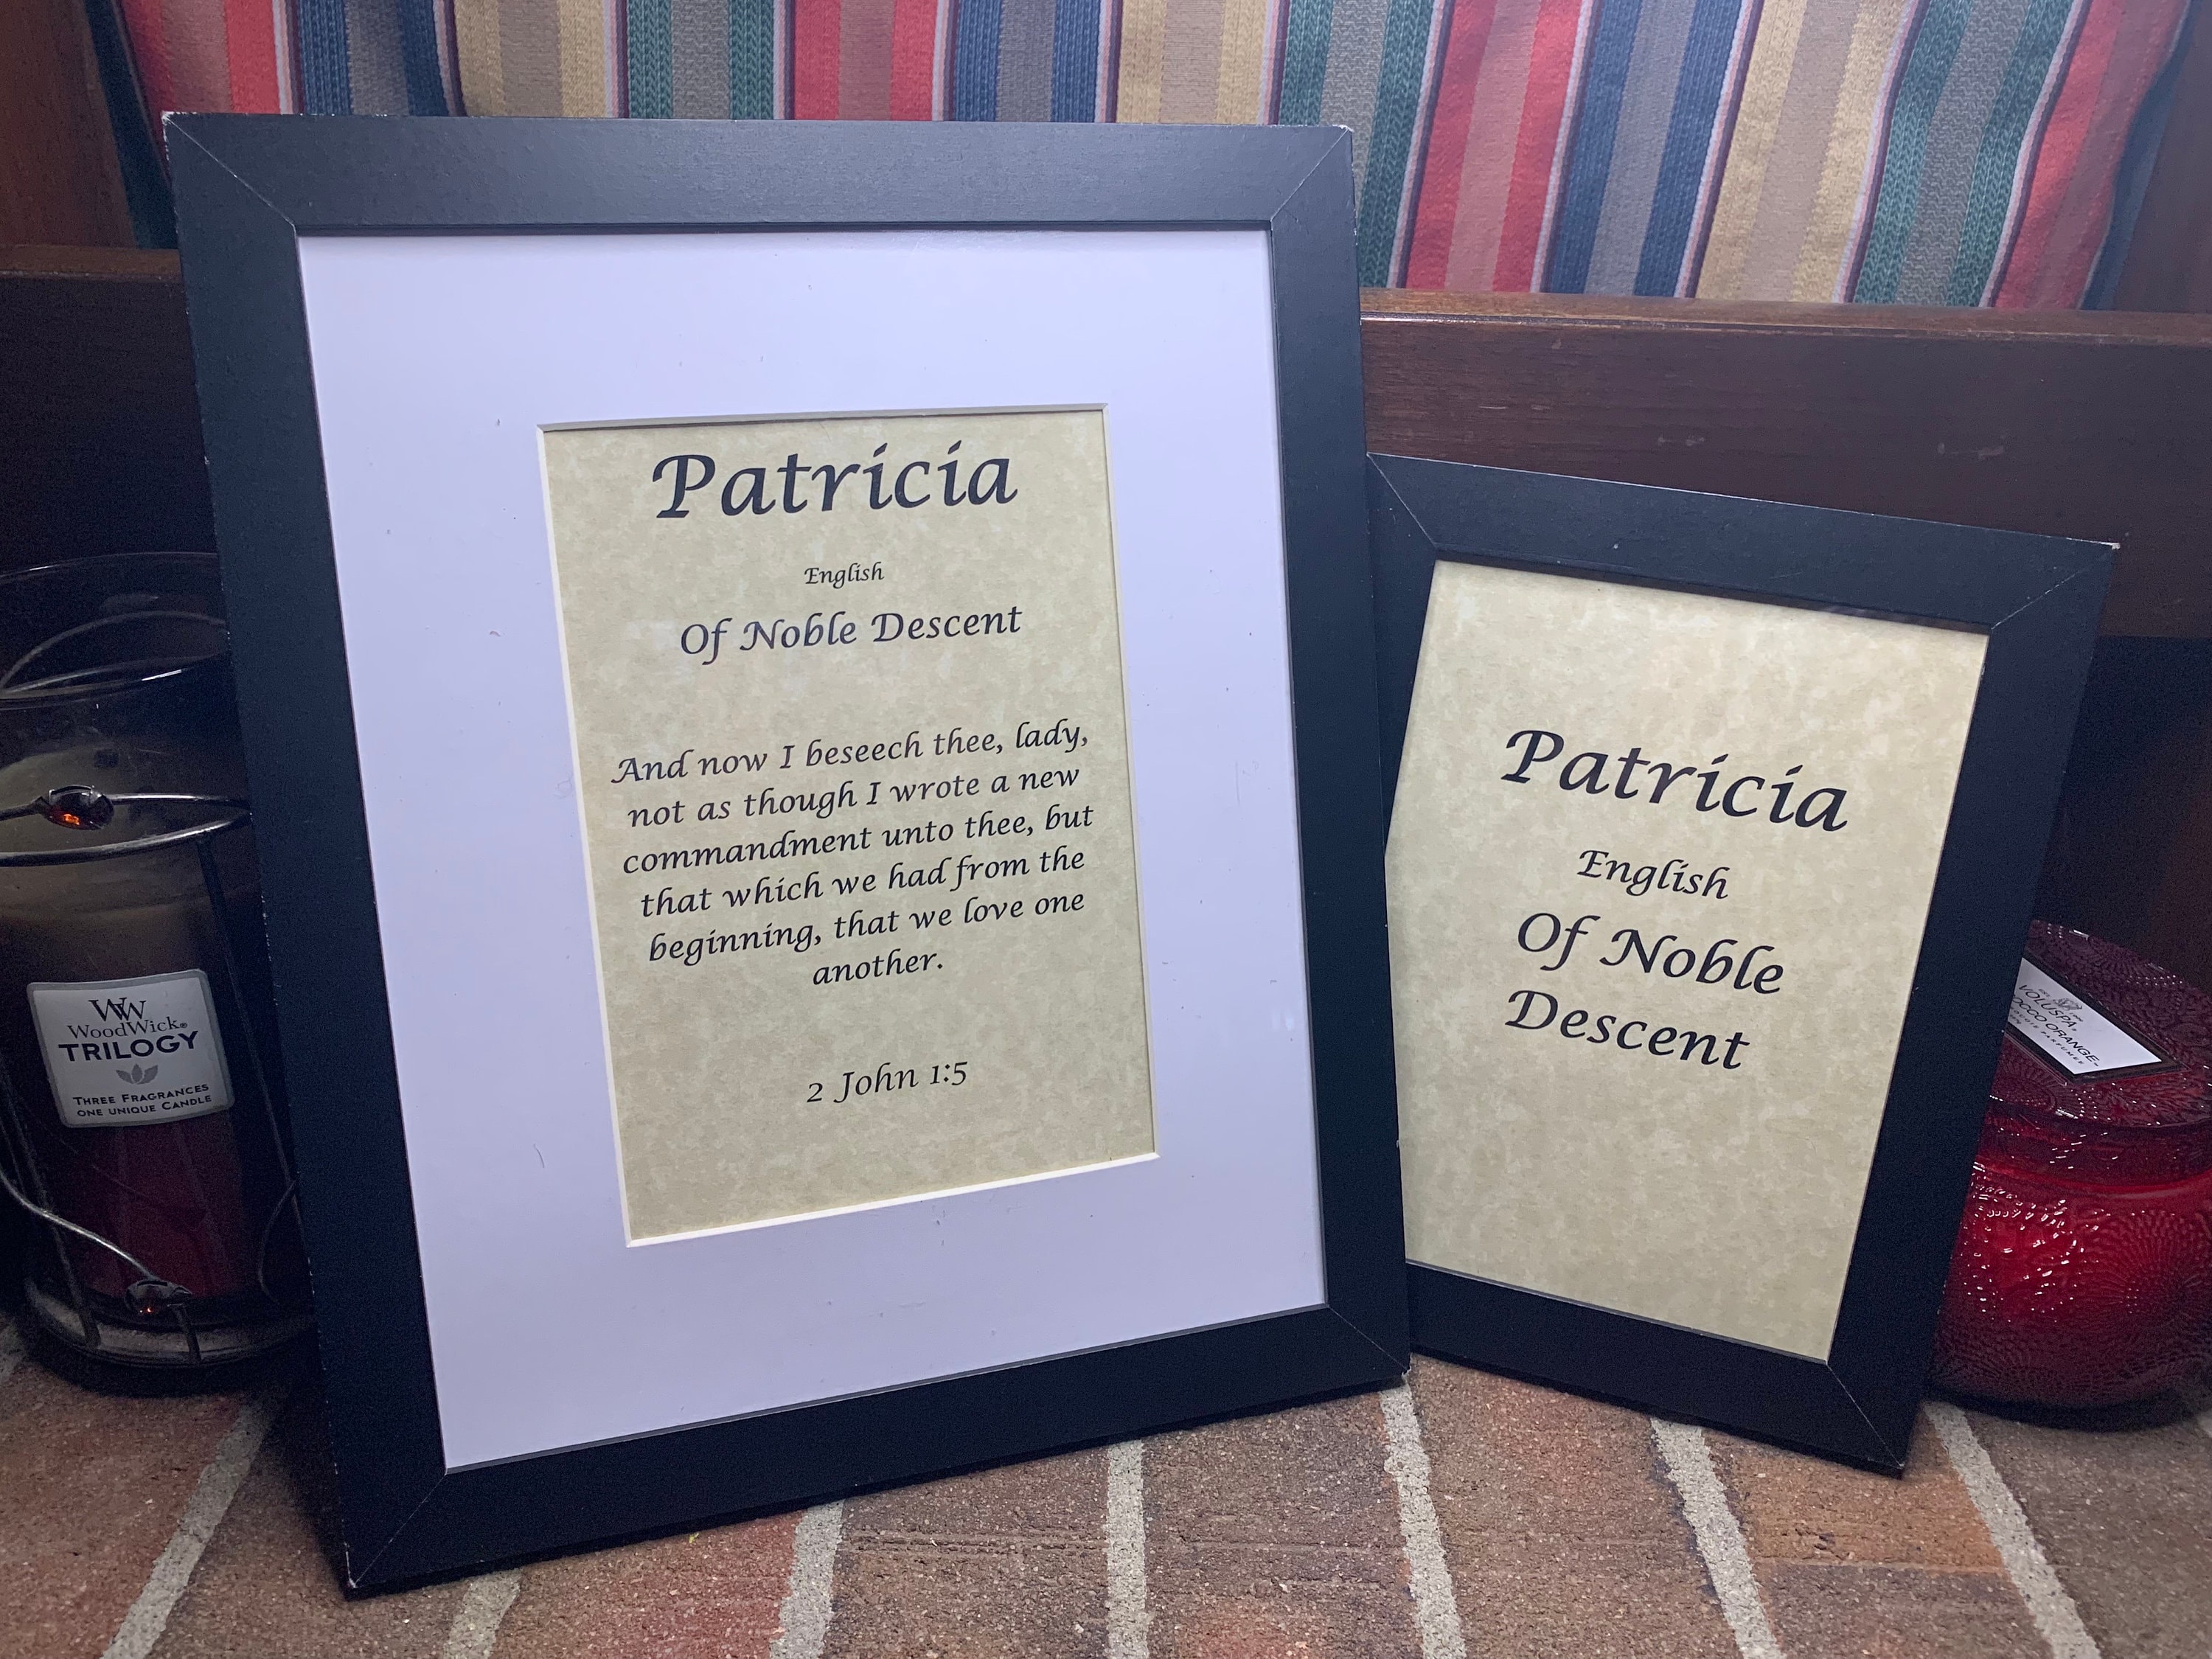 Patricia
English
Of Noble Descent
And now I beseech thee, lady,
not as though I wrote a new
commandment unto thee, but
that which we had from the
beginning, that we love one
another.
2 John 1:5
Patricia
English
Of Noble
Descent
WW
WoodWick®
TRILOGY
THREE FRAGRANCES
ONE UNIQUE CANDLE
VOLUSPA
ORANGE